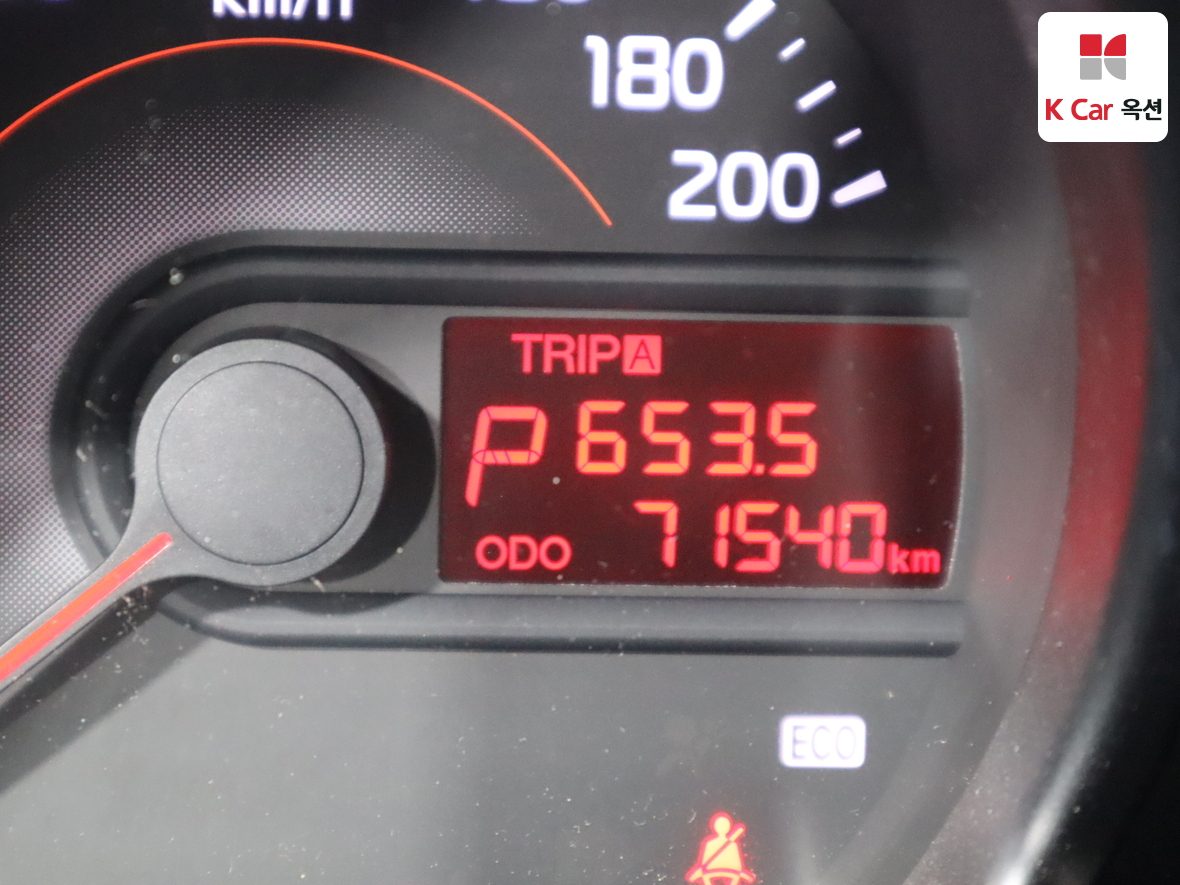 km/h
180
200
K Car 옥션
TRIP A
P 653.5
ODO 71540 km
ECO